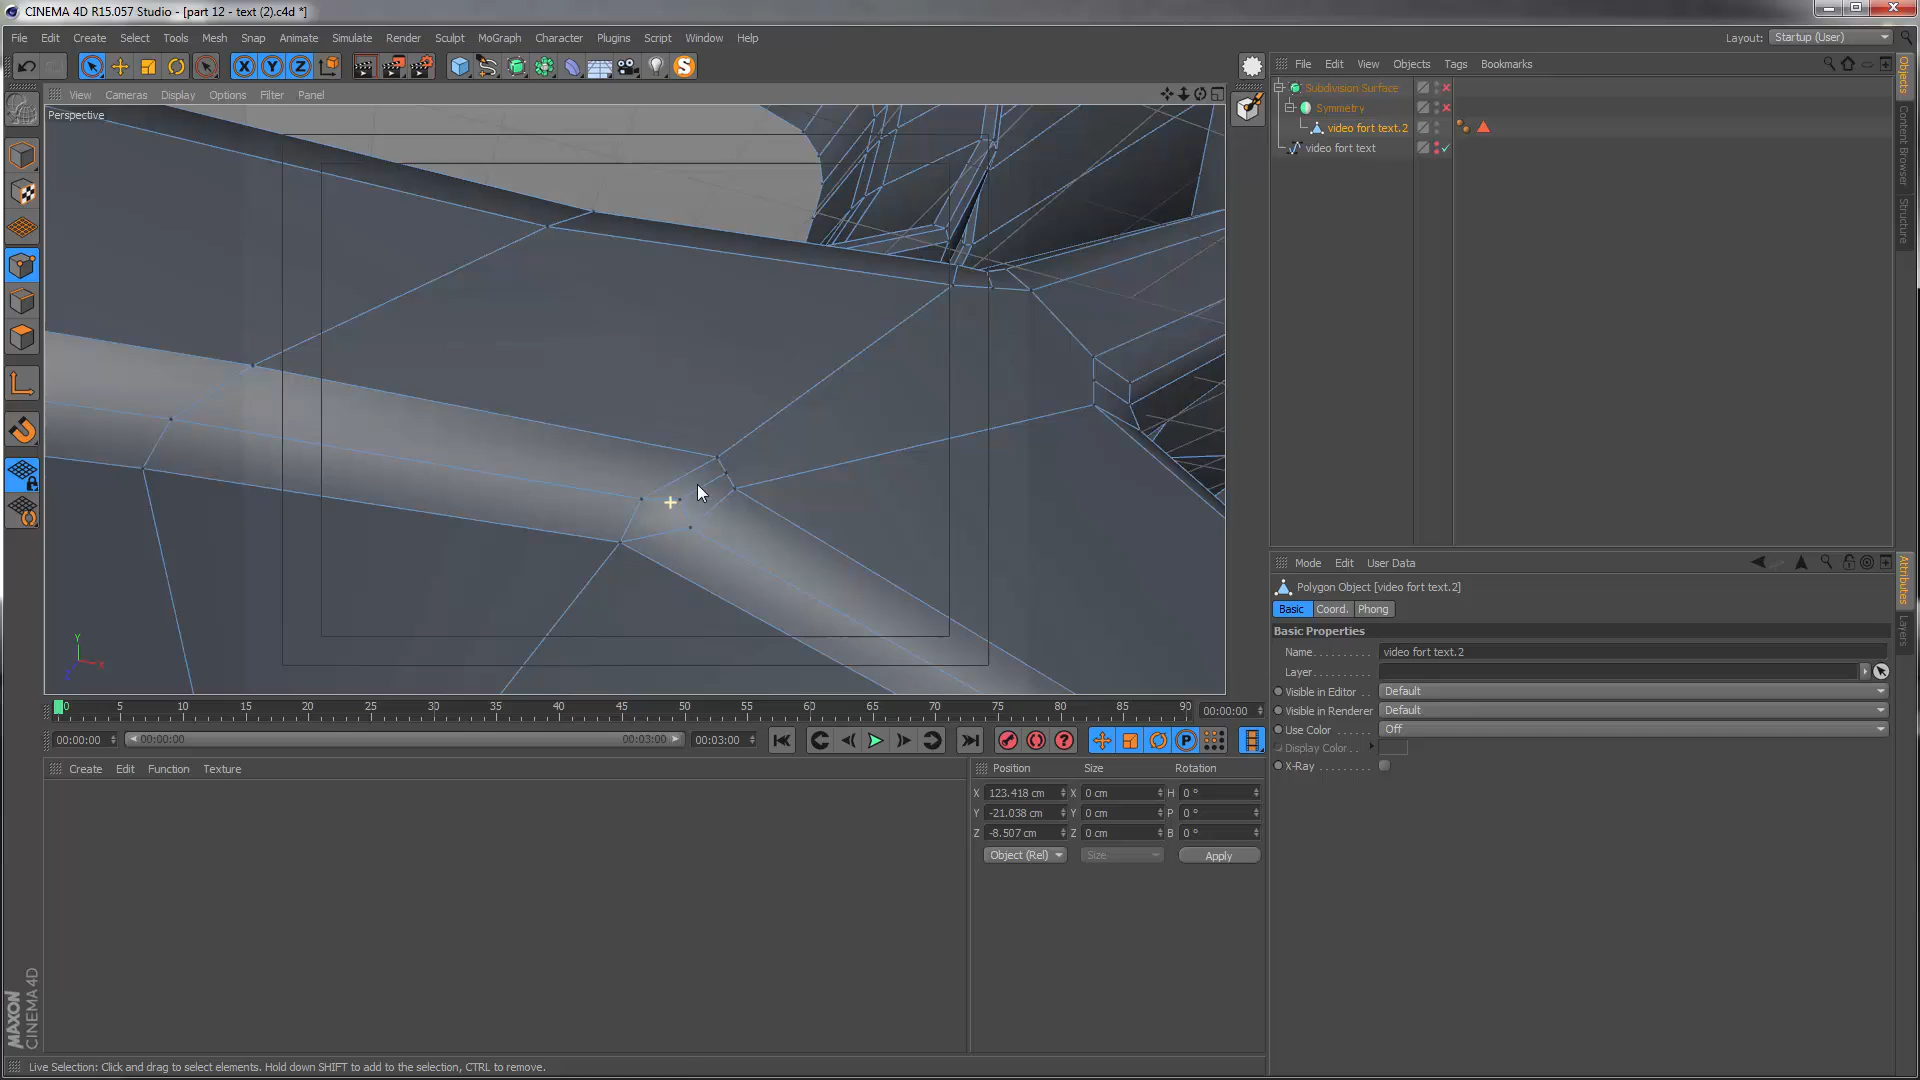 CINEMA 4D R15.057 Studio - [part 12 - text (2).c4d *]
File Edit Create Select Tools Mesh Snap Animate Simulate Render Sculpt MoGraph Character Plugins Script Window Help
Layout: Startup (User)
X Y Z S
File Edit View Objects Tags Bookmarks
View Cameras Display Options Filter Panel
Perspective
Subdivision Surface
Symmetry
video fort text.2
video fort text
Objects
Content Browser
Structure
Y
X
Z
Mode Edit User Data
Polygon Object [video fort text.2]
Basic Coord. Phong
Basic Properties
Name . . . . . . . . . . video fort text.2
Layer. . . . . . . . . . .
Visible in Editor . . Default
Visible in Renderer Default
Use Color . . . . . . Off
Display Color . . .
X-Ray . . . . . . . . .
Attributes
Layers
0 5 10 15 20 25 30 35 40 45 50 55 60 65 70 75 80 85 90 00:00:00
00:00:00 00:00:00 00:03:00 00:03:00 P
Create Edit Function Texture
Position Size Rotation
X 123.418 cm X 0 cm H 0 °
Y -21.038 cm Y 0 cm P 0 °
Z -8.507 cm Z 0 cm B 0 °
Object (Rel) Size Apply
MAXON
CINEMA 4D
Live Selection: Click and drag to select elements. Hold down SHIFT to add to the selection, CTRL to remove.